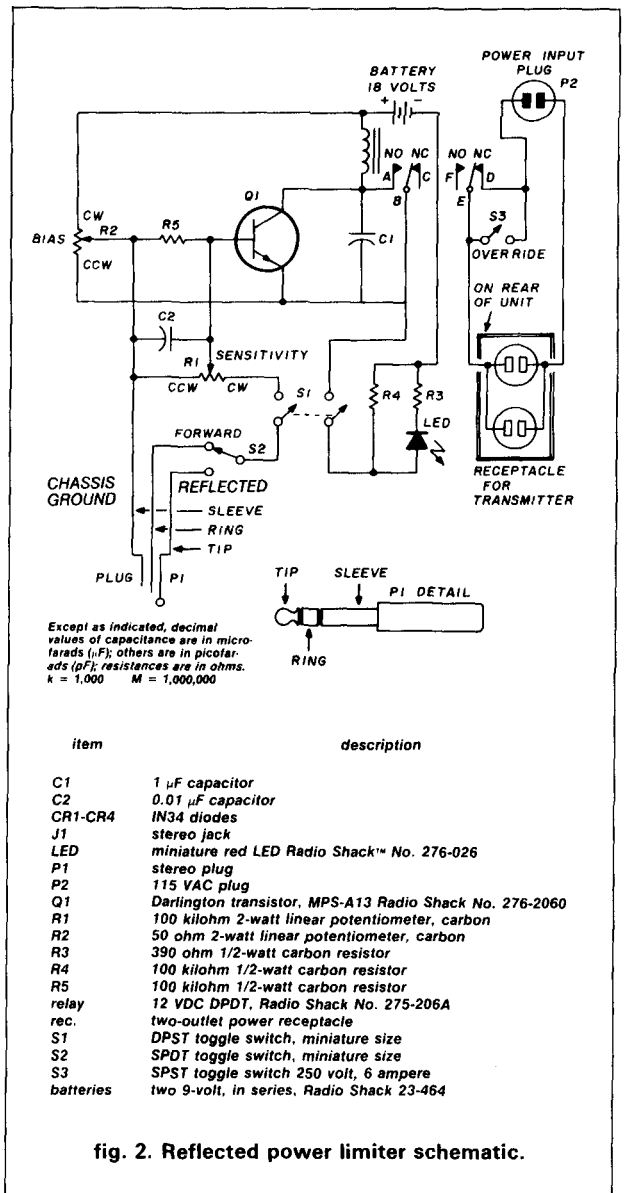 POWER INPUT
PLUG
P2
BATTERY
18 VOLTS
+ -
NO NC
A
C
B
NO NC
F
D
E
Q1
CW
R2
BIAS
CCW
R5
C1
S3
OVERRIDE
ON REAR
OF UNIT
C2
R1
SENSITIVITY
CCW
CW
S1
R4
R3
LED
FORWARD
S2
REFLECTED
CHASSIS
GROUND
SLEEVE
RING
TIP
PLUG
P1
RECEPTACLE
FOR
TRANSMITTER
TIP
SLEEVE
P1 DETAIL
RING
Except as indicated, decimal
values of capacitance are in micro-
farads (µF); others are in picofar-
ads (pF); resistances are in ohms.
k = 1,000 M = 1,000,000
item description
C1 1 µF capacitor
C2 0.01 µF capacitor
CR1-CR4 IN34 diodes
J1 stereo jack
LED miniature red LED Radio Shack™ No. 276-026
P1 stereo plug
P2 115 VAC plug
Q1 Darlington transistor, MPS-A13 Radio Shack No. 276-2060
R1 100 kilohm 2-watt linear potentiometer, carbon
R2 50 ohm 2-watt linear potentiometer, carbon
R3 390 ohm 1/2-watt carbon resistor
R4 100 kilohm 1/2-watt carbon resistor
R5 100 kilohm 1/2-watt carbon resistor
relay 12 VDC DPDT, Radio Shack No. 275-206A
rec. two-outlet power receptacle
S1 DPST toggle switch, miniature size
S2 SPDT toggle switch, miniature size
S3 SPST toggle switch 250 volt, 6 ampere
batteries two 9-volt, in series, Radio Shack 23-464
fig. 2. Reflected power limiter schematic.